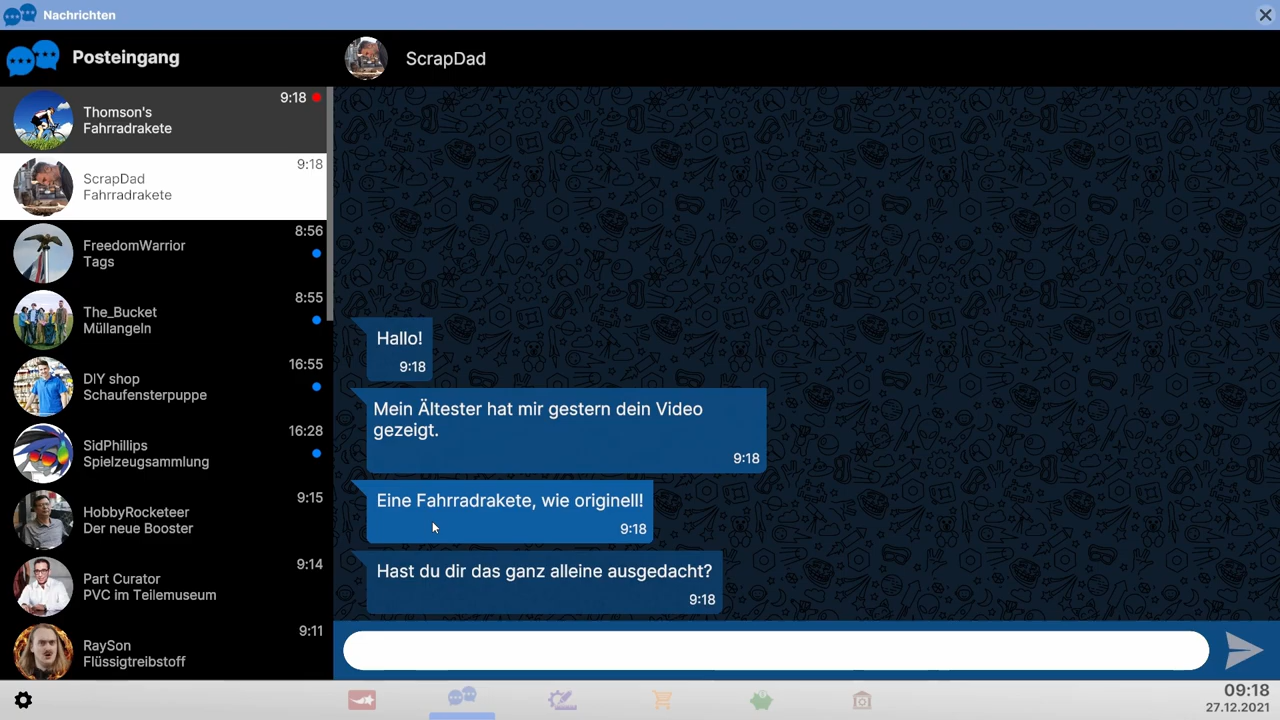 Nachrichten
Posteingang
ScrapDad
Thomson's
Fahrradrakete
9:18
ScrapDad
Fahrradrakete
9:18
FreedomWarrior
Tags
8:56
The_Bucket
Müllangeln
8:55
DIY shop
Schaufensterpuppe
16:55
SidPhillips
Spielzeugsammlung
16:28
HobbyRocketeer
Der neue Booster
9:15
Part Curator
PVC im Teilemuseum
9:14
RaySon
Flüssigtreibstoff
9:11
Hallo!
9:18
Mein Ältester hat mir gestern dein Video
gezeigt.
9:18
Eine Fahrradrakete, wie originell!
9:18
Hast du dir das ganz alleine ausgedacht?
9:18
09:18
27.12.2021